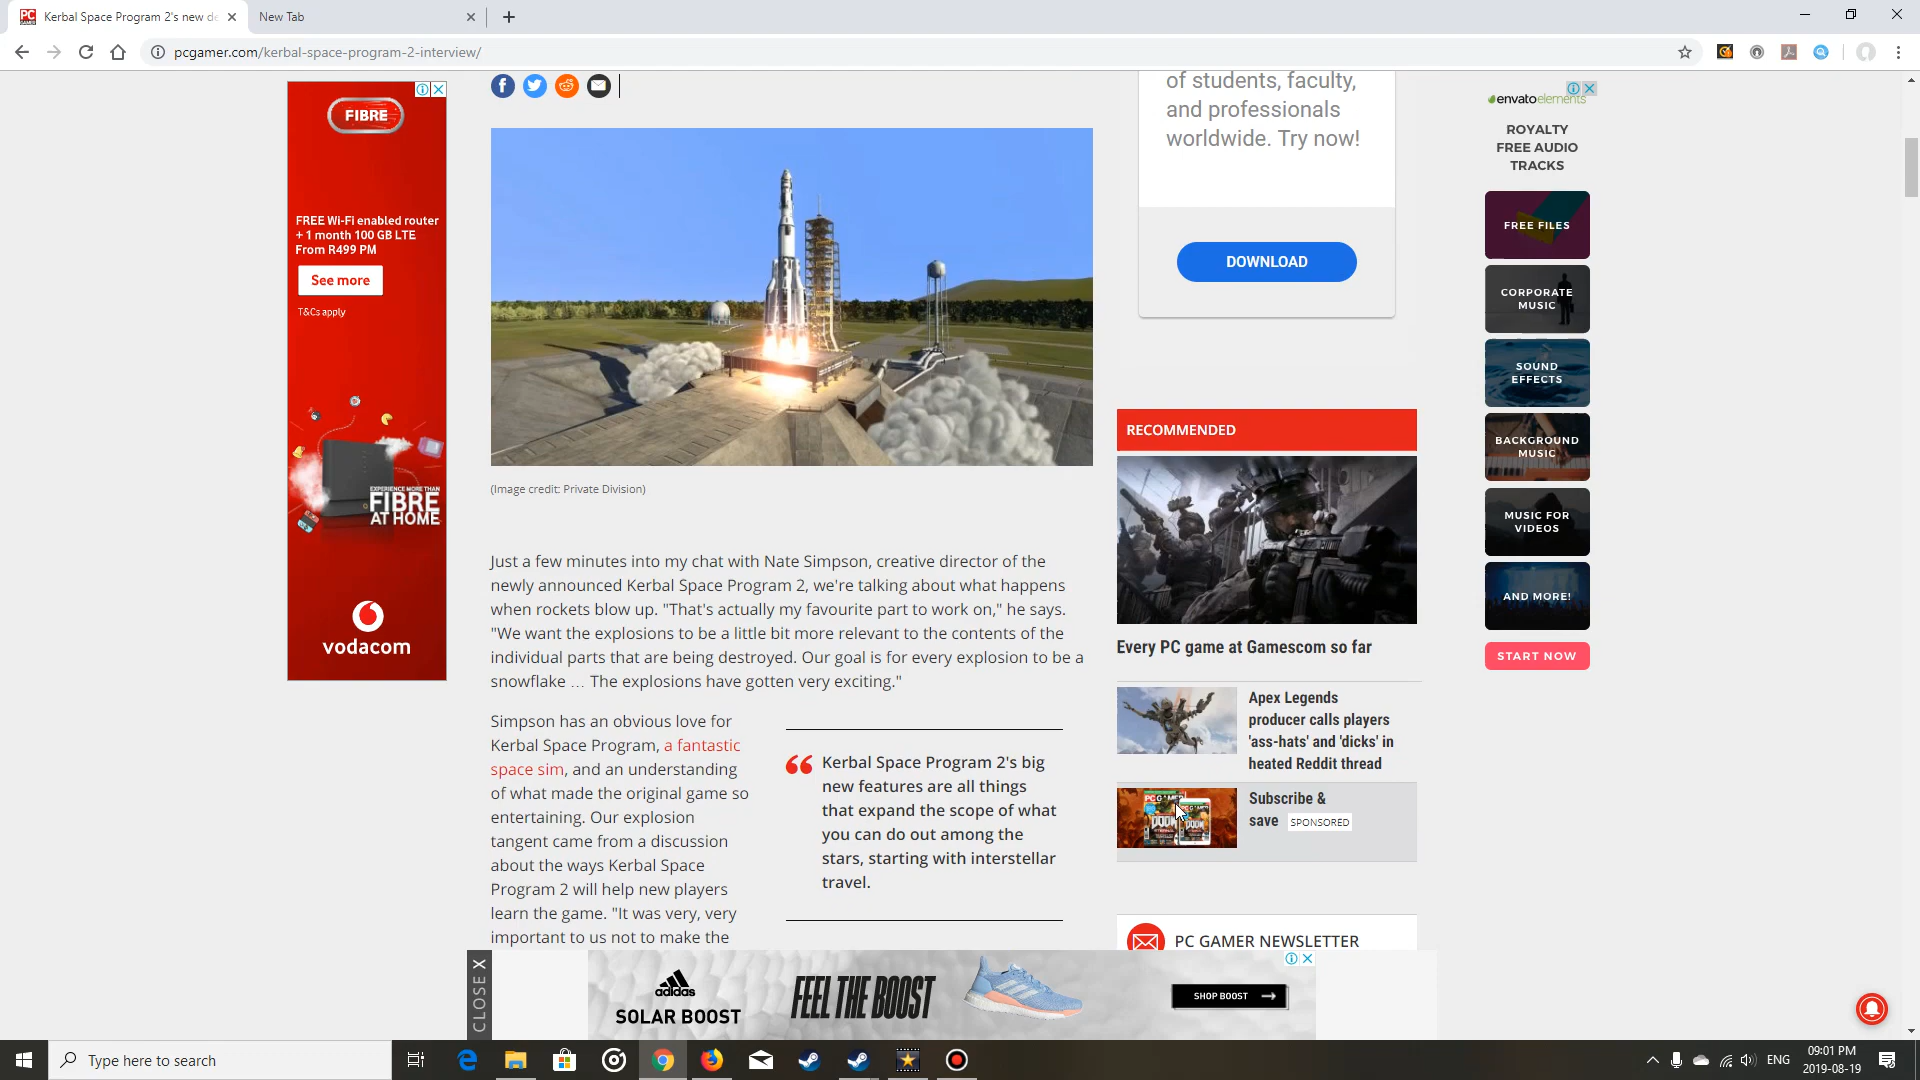 Kerbal Space Program 2's new de
New Tab
pcgamer.com/kerbal-space-program-2-interview/
FIBRE
FREE Wi-Fi enabled router
+ 1 month 100 GB LTE
From R499 PM
See more
T&Cs apply
EXPERIENCE MORE THAN
FIBRE
AT HOME
vodacom
(Image credit: Private Division)
Just a few minutes into my chat with Nate Simpson, creative director of the
newly announced Kerbal Space Program 2, we're talking about what happens
when rockets blow up. "That's actually my favourite part to work on," he says.
"We want the explosions to be a little bit more relevant to the contents of the
individual parts that are being destroyed. Our goal is for every explosion to be a
snowflake … The explosions have gotten very exciting."
Simpson has an obvious love for
Kerbal Space Program, a fantastic
space sim, and an understanding
of what made the original game so
entertaining. Our explosion
tangent came from a discussion
about the ways Kerbal Space
Program 2 will help new players
learn the game. "It was very, very
important to us not to make the
Kerbal Space Program 2's big
new features are all things
that expand the scope of what
you can do out among the
stars, starting with interstellar
travel.
of students, faculty,
and professionals
worldwide. Try now!
DOWNLOAD
RECOMMENDED
Every PC game at Gamescom so far
Apex Legends
producer calls players
'ass-hats' and 'dicks' in
heated Reddit thread
PC GAMER
DOOM
Subscribe &
save SPONSORED
PC GAMER NEWSLETTER
envatoelements
ROYALTY
FREE AUDIO
TRACKS
FREE FILES
CORPORATE
MUSIC
SOUND
EFFECTS
BACKGROUND
MUSIC
MUSIC FOR
VIDEOS
AND MORE!
START NOW
CLOSE X
adidas
SOLAR BOOST
FEEL THE BOOST
SHOP BOOST
Type here to search
ENG
09:01 PM
2019-08-19